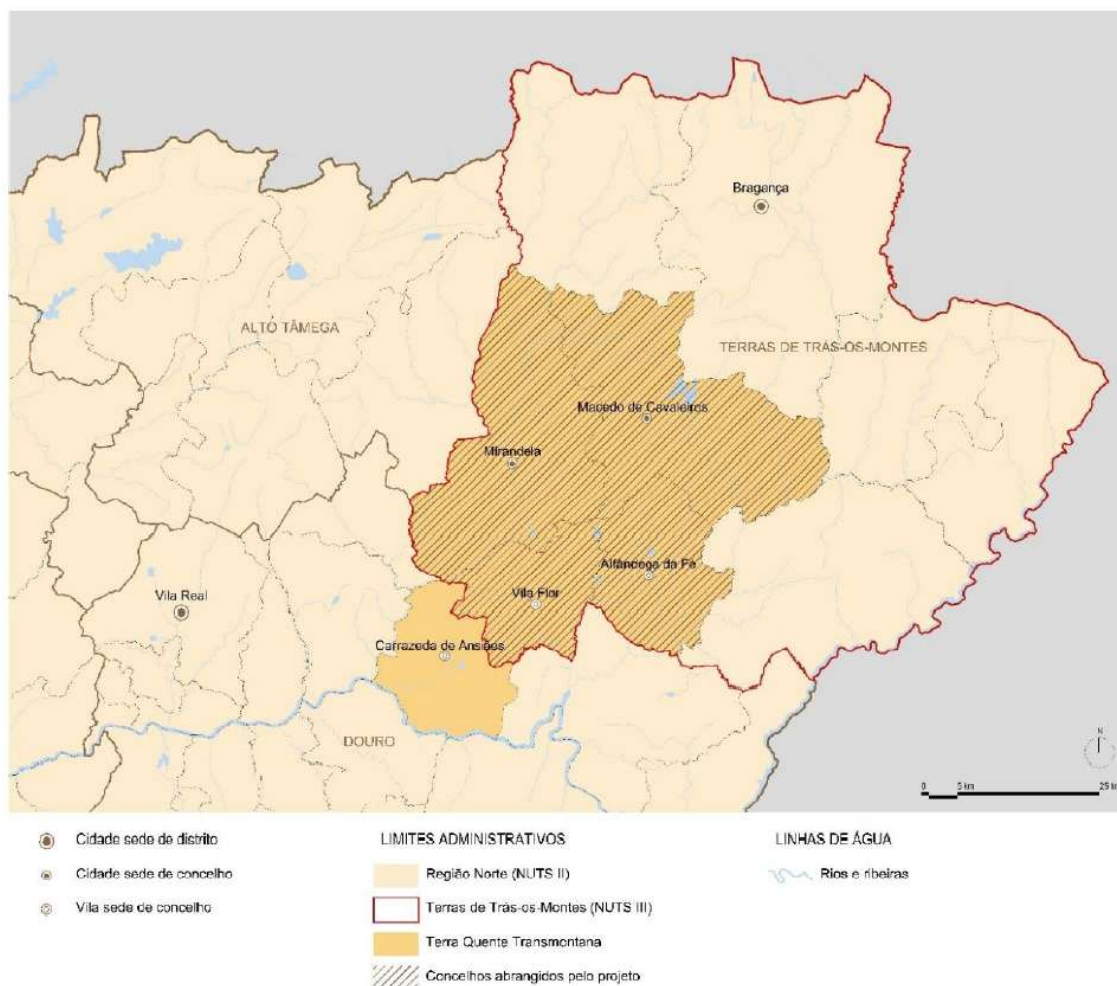 Bragança
ALTO TÂMEGA
TERRAS DE TRÁS-OS-MONTES
Macedo de Cavaleiros
Mirandela
Alfândega da Fé
Vila Flor
Vila Real
Carrazeda de Ansiães
DOURO
N
0 5 km 25 km
Cidade sede de distrito
Cidade sede de concelho
Vila sede de concelho
LIMITES ADMINISTRATIVOS
Região Norte (NUTS II)
Terras de Trás-os-Montes (NUTS III)
Terra Quente Transmontana
Concelhos abrangidos pelo projeto
LINHAS DE ÁGUA
Rios e ribeiras